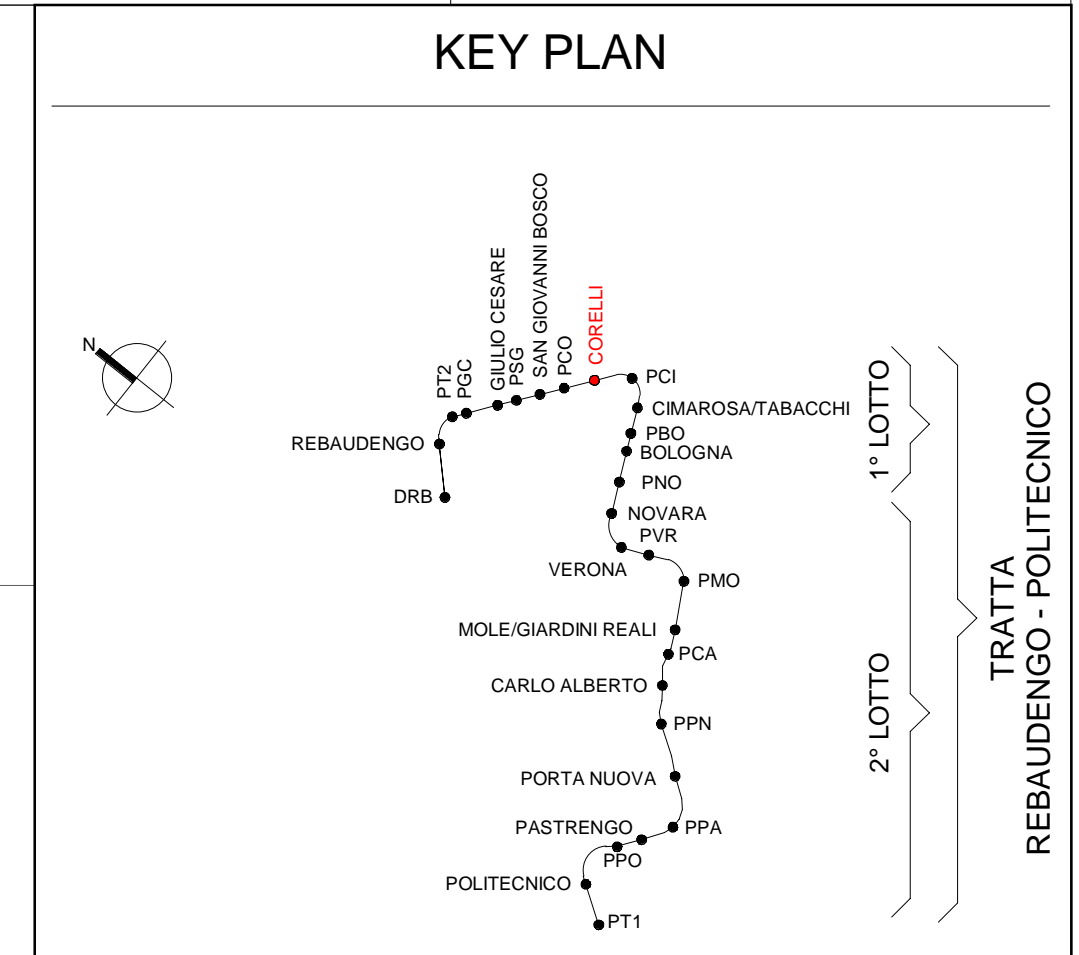 KEY PLAN
N
PT2
PGC
GIULIO CESARE
PSG
SAN GIOVANNI BOSCO
PCO
CORELLI
REBAUDENGO
DRB
PCI
CIMAROSA/TABACCHI
PBO
BOLOGNA
PNO
NOVARA
PVR
VERONA
PMO
MOLE/GIARDINI REALI
PCA
CARLO ALBERTO
PPN
PORTA NUOVA
PASTRENGO
PPA
PPO
POLITECNICO
PT1
1° LOTTO
2° LOTTO
TRATTA
REBAUDENGO - POLITECNICO